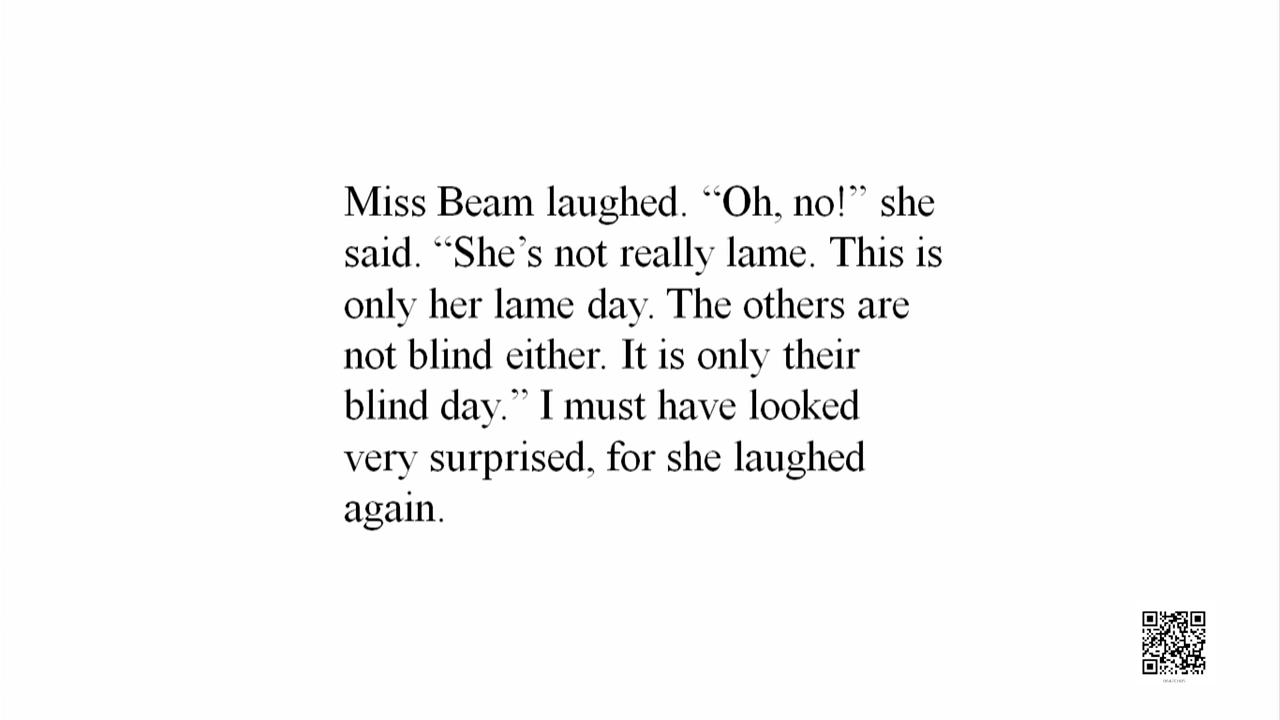 Miss Beam laughed. “Oh, no!” she
said. “She’s not really lame. This is
only her lame day. The others are
not blind either. It is only their
blind day.” I must have looked
very surprised, for she laughed
again.